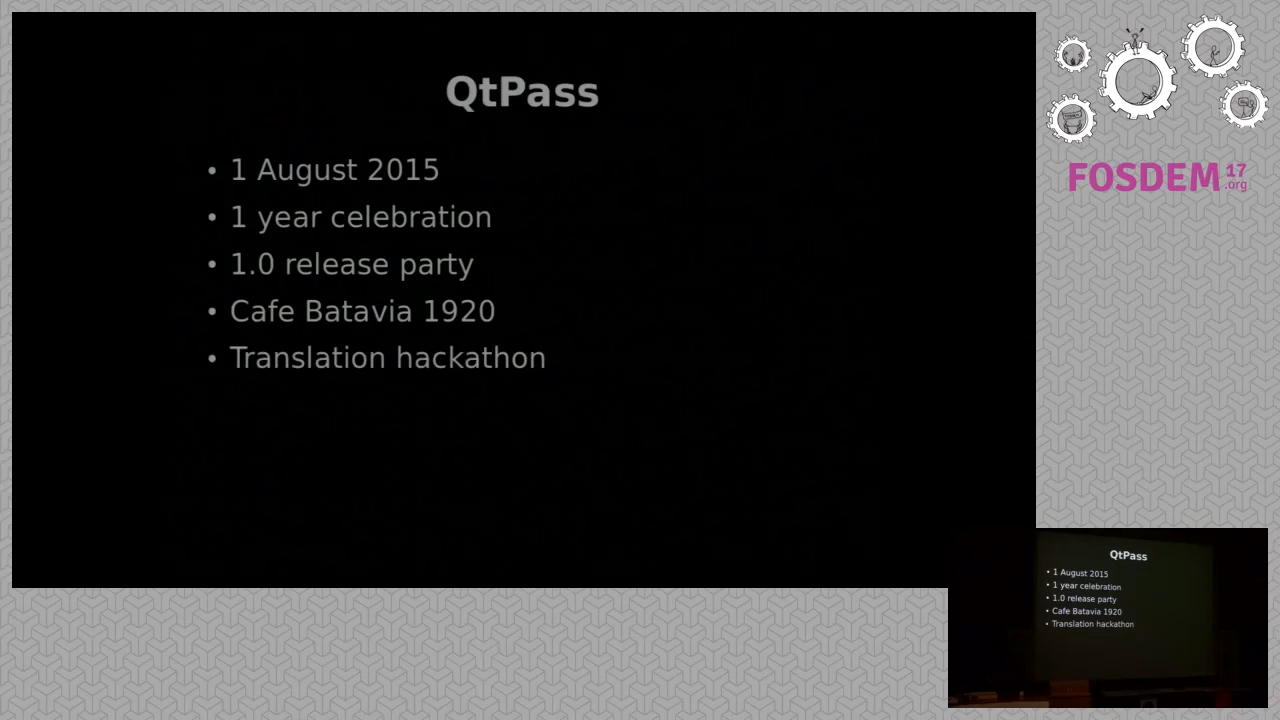 QtPass
• 1 August 2015
• 1 year celebration
• 1.0 release party
• Cafe Batavia 1920
• Translation hackathon
FOSDEM 17 .org
QtPass
• 1 August 2015
• 1 year celebration
• 1.0 release party
• Cafe Batavia 1920
• Translation hackathon